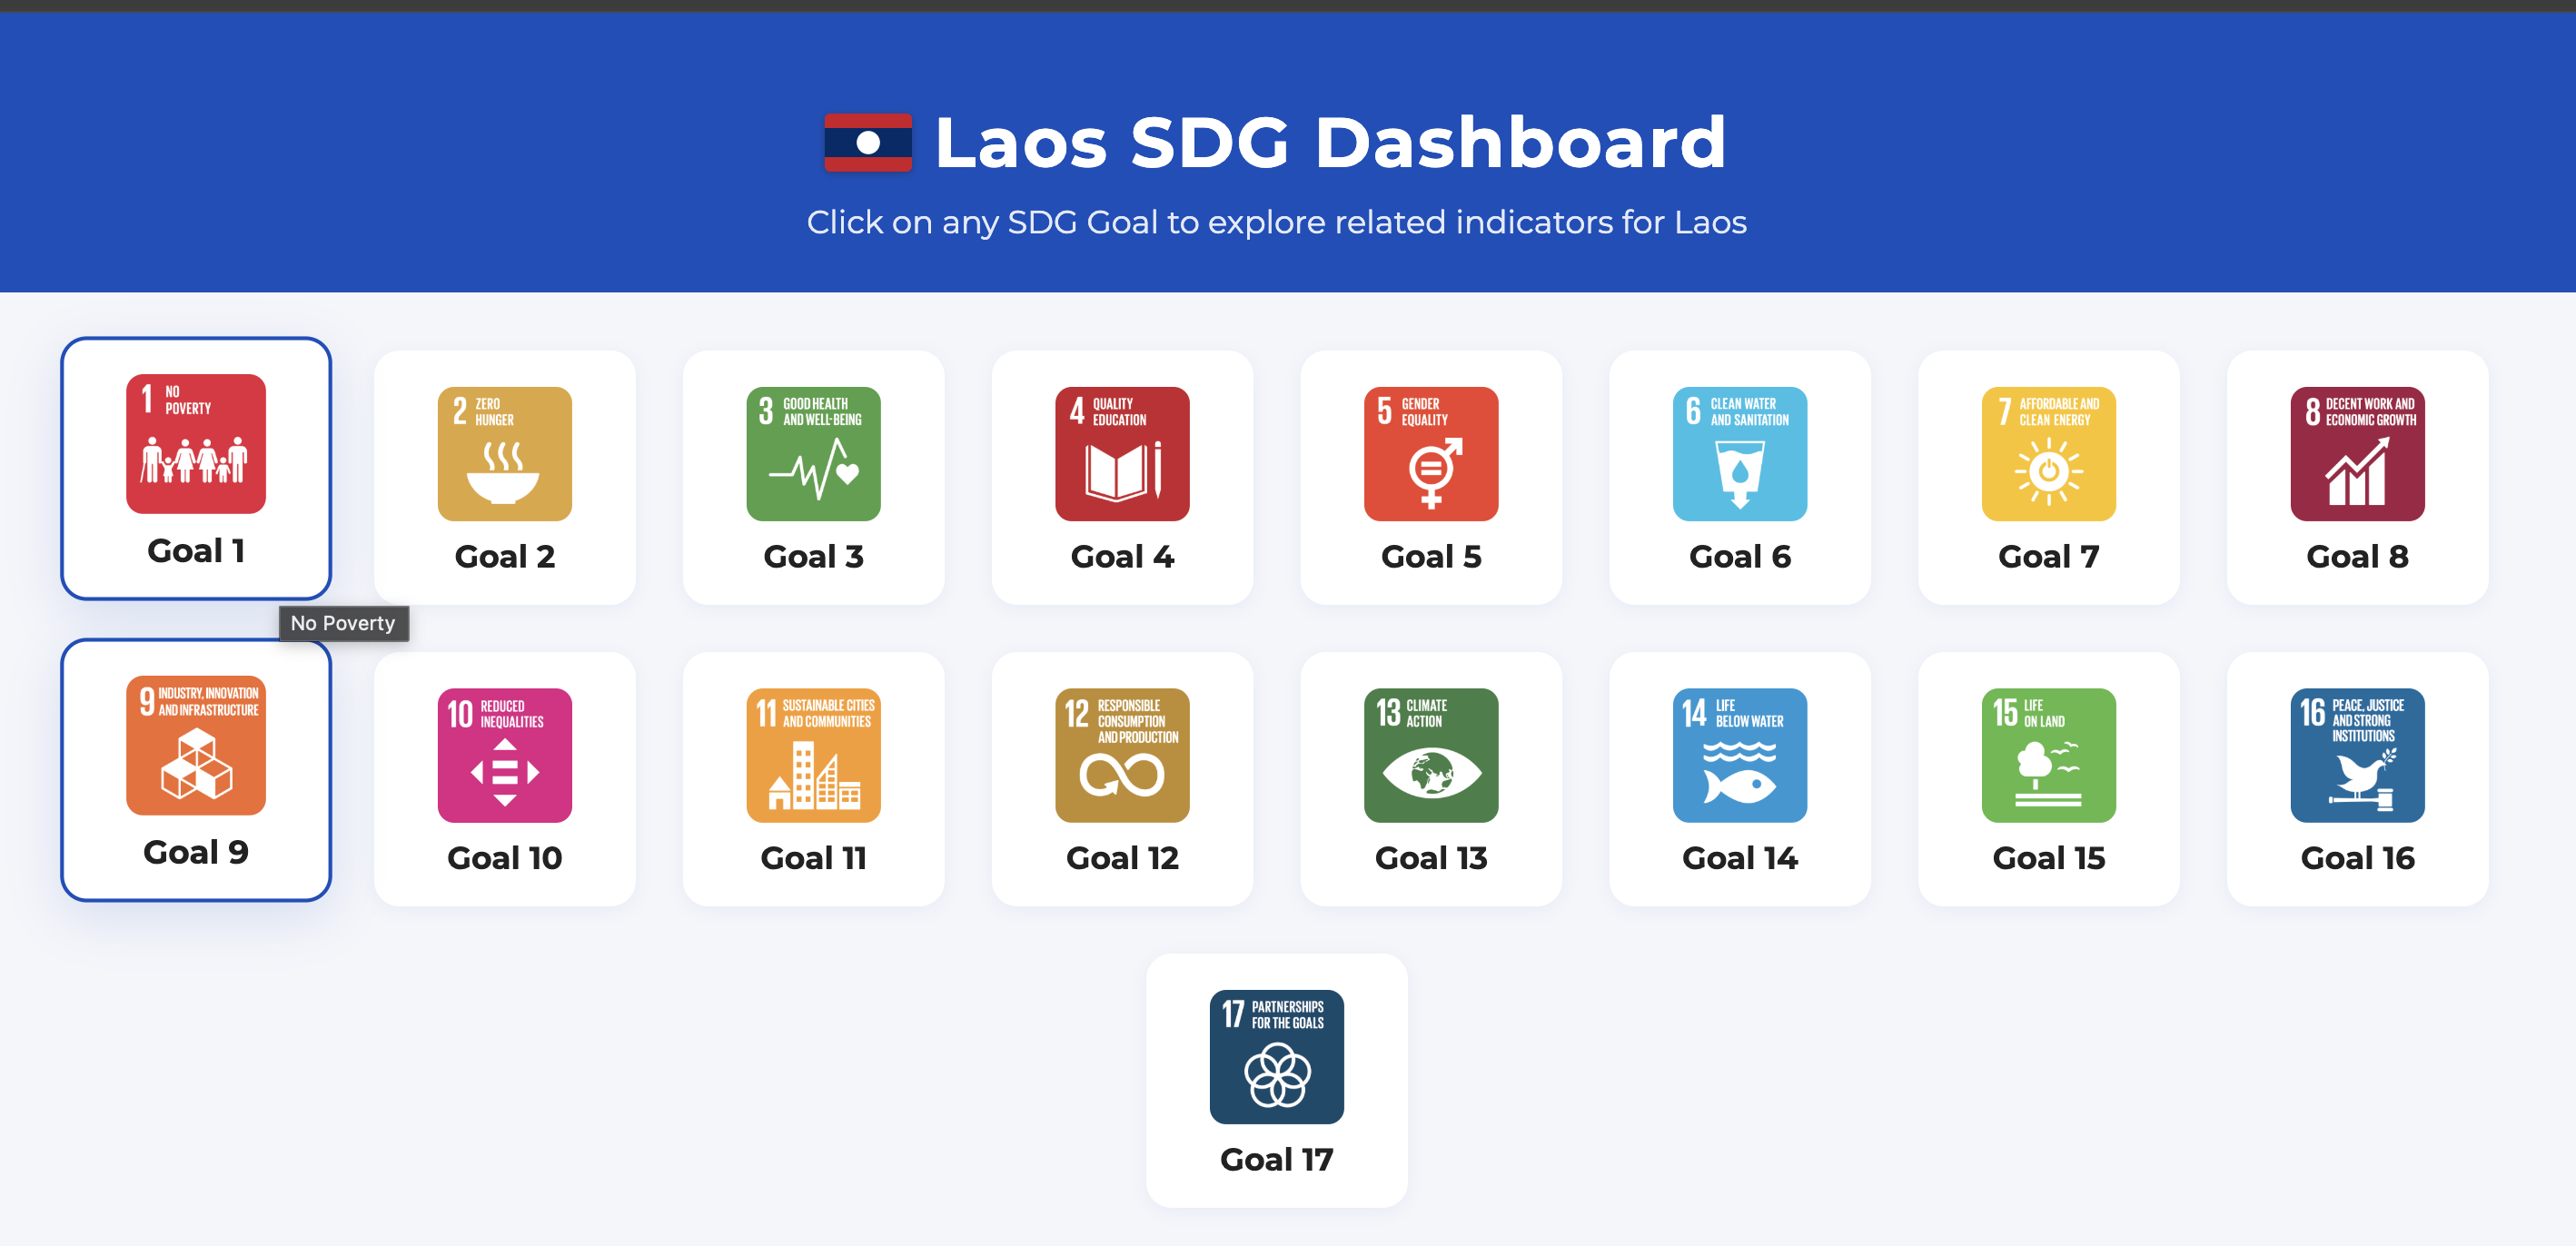 Laos SDG Dashboard
Click on any SDG Goal to explore related indicators for Laos
1 NO
POVERTY
Goal 1
2 ZERO
HUNGER
Goal 2
3 GOOD HEALTH
AND WELL-BEING
Goal 3
4 QUALITY
EDUCATION
Goal 4
5 GENDER
EQUALITY
Goal 5
6 CLEAN WATER
AND SANITATION
Goal 6
7 AFFORDABLE AND
CLEAN ENERGY
Goal 7
8 DECENT WORK AND
ECONOMIC GROWTH
Goal 8
No Poverty
9 INDUSTRY, INNOVATION
AND INFRASTRUCTURE
Goal 9
10 REDUCED
INEQUALITIES
Goal 10
11 SUSTAINABLE CITIES
AND COMMUNITIES
Goal 11
12 RESPONSIBLE
CONSUMPTION
AND PRODUCTION
Goal 12
13 CLIMATE
ACTION
Goal 13
14 LIFE
BELOW WATER
Goal 14
15 LIFE
ON LAND
Goal 15
16 PEACE, JUSTICE
AND STRONG
INSTITUTIONS
Goal 16
17 PARTNERSHIPS
FOR THE GOALS
Goal 17